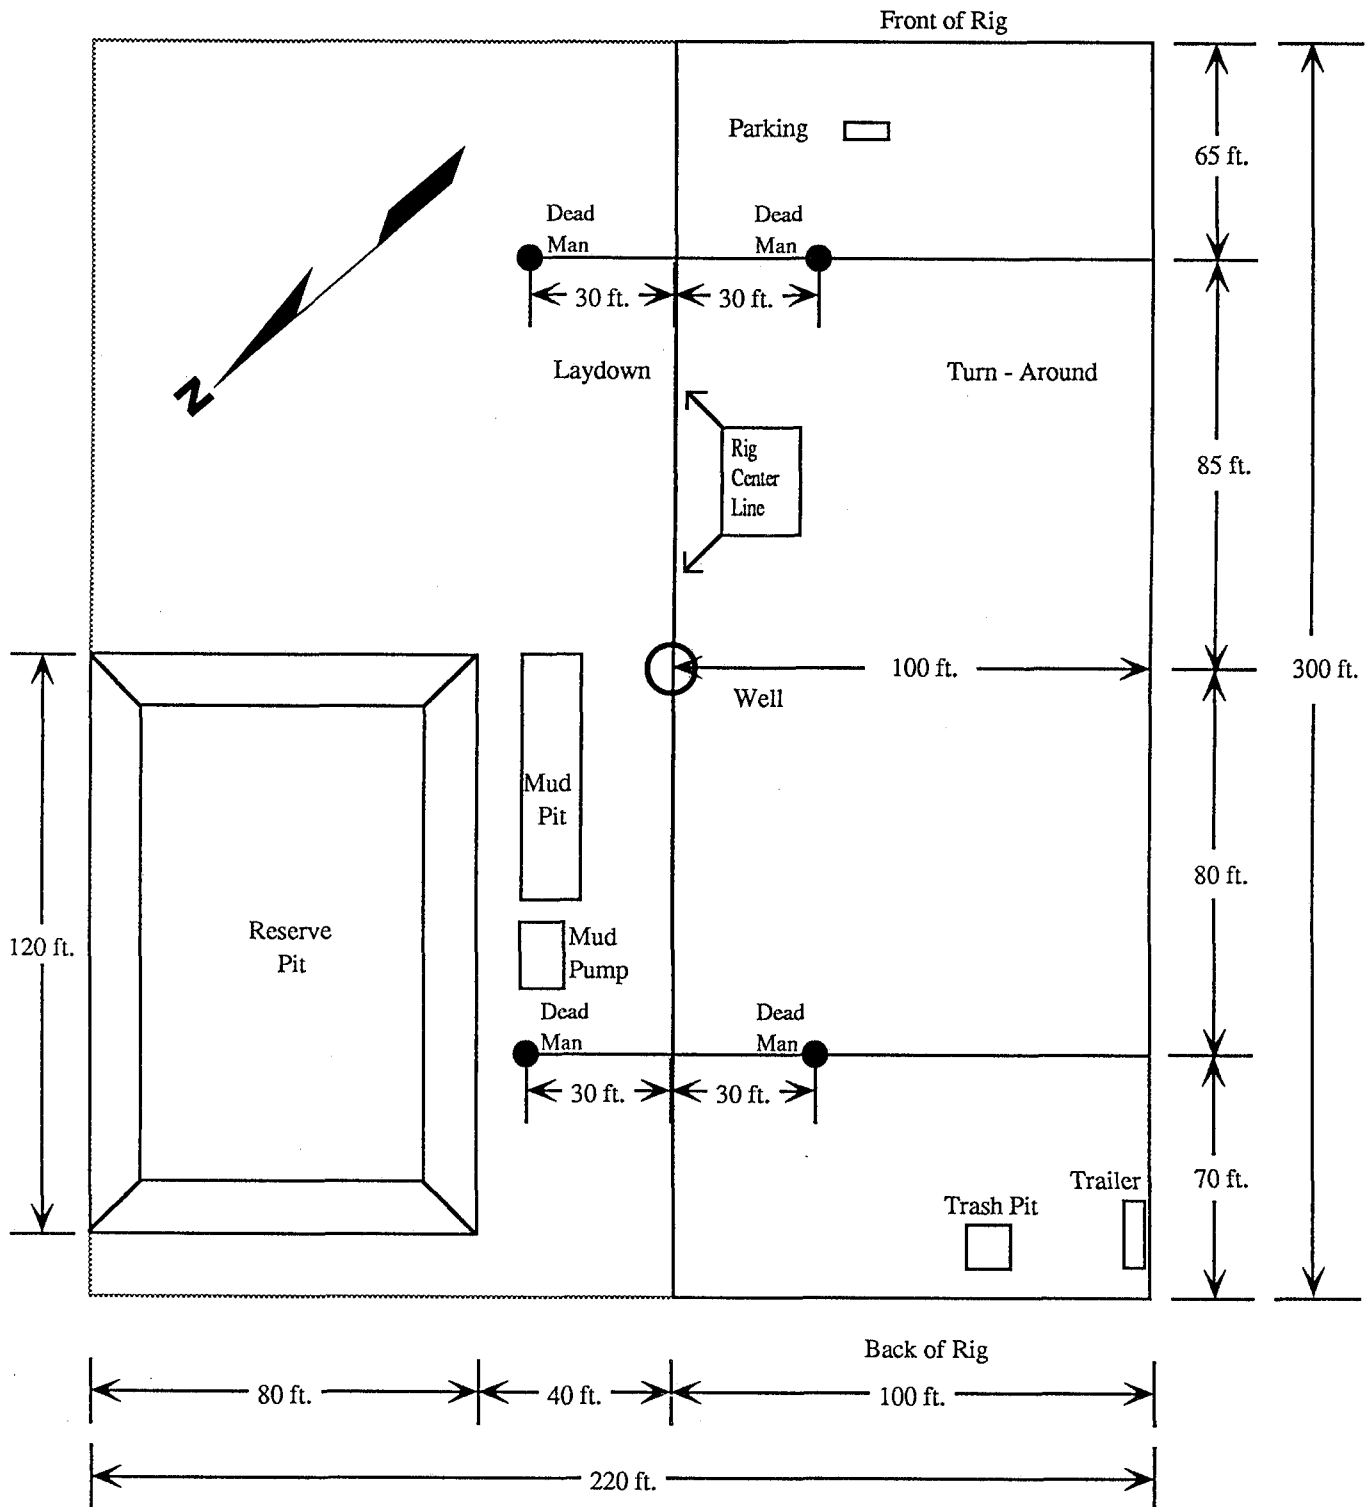 Front of Rig
Parking
65 ft.
Dead
Man
Dead
Man
30 ft.
30 ft.
N
Laydown
Turn - Around
Rig
Center
Line
85 ft.
100 ft.
300 ft.
Well
Mud
Pit
80 ft.
Reserve
Pit
120 ft.
Mud
Pump
Dead
Man
Dead
Man
30 ft.
30 ft.
Trailer
70 ft.
Trash Pit
Back of Rig
80 ft.
40 ft.
100 ft.
220 ft.